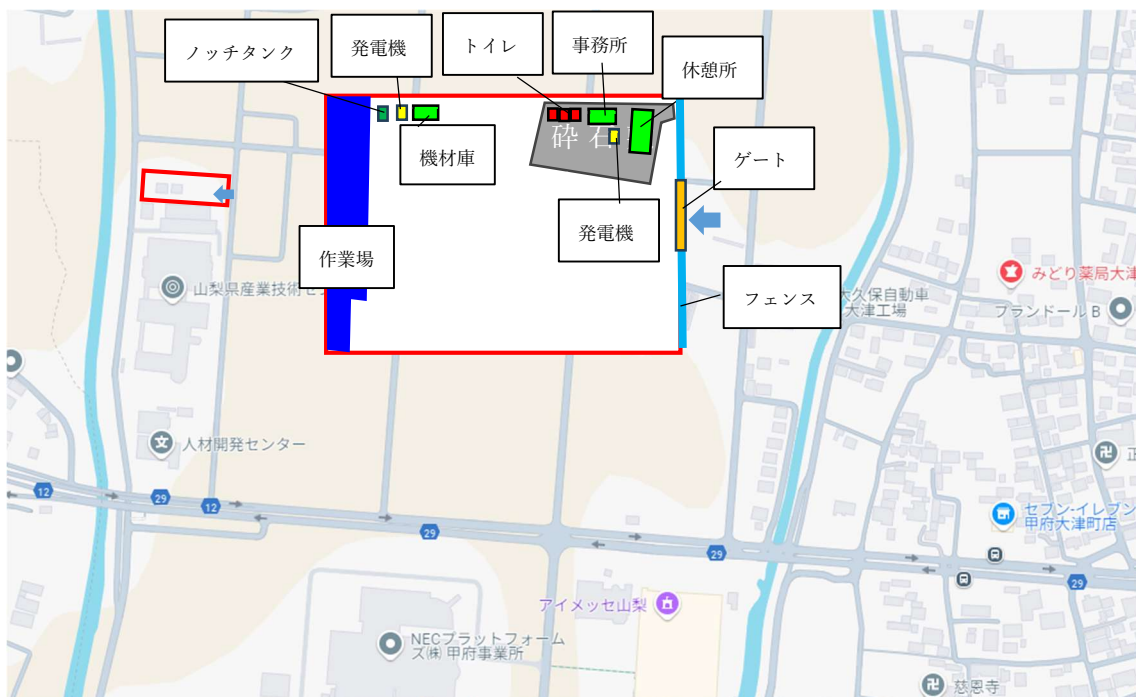 ノッチタンク
発電機
トイレ
事務所
休憩所
機材庫
砕石
ゲート
発電機
作業場
フェンス
山梨県産業技術セン
大久保自動車
大津工場
みどり薬局大津
フランドール B
人材開発センター
正
12
29
12
29
29
29
セブン-イレブン
甲府大津町店
アイメッセ山梨
NECプラットフォーム
ズ㈱ 甲府事業所
慈恩寺